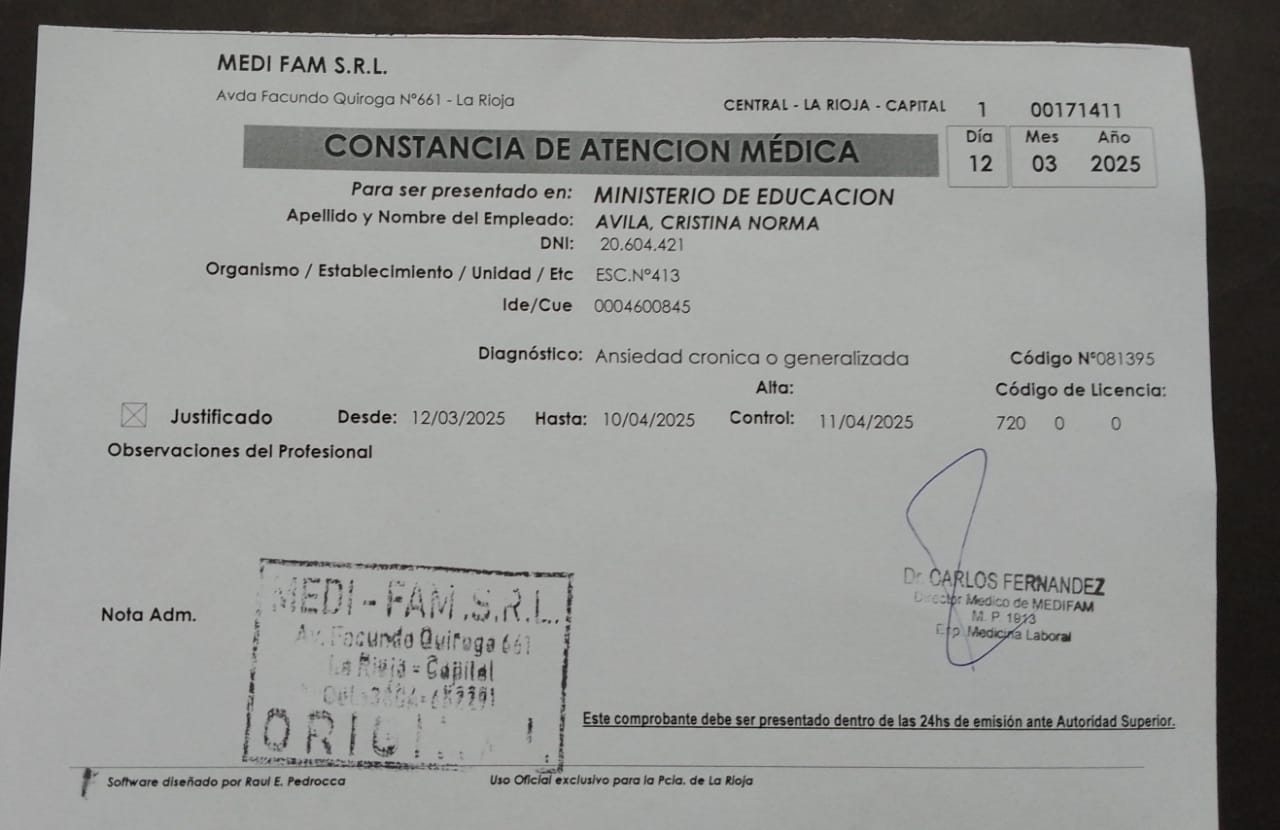 MEDI FAM S.R.L.
Avda Facundo Quiroga Nº661 - La Rioja
CENTRAL - LA RIOJA - CAPITAL 1 00171411
CONSTANCIA DE ATENCION MÉDICA
Día Mes Año
12 03 2025
Para ser presentado en: MINISTERIO DE EDUCACION
Apellido y Nombre del Empleado: AVILA, CRISTINA NORMA
DNI: 20.604.421
Organismo / Establecimiento / Unidad / Etc ESC.Nº413
Ide/Cue 0004600845
Diagnóstico: Ansiedad cronica o generalizada Código Nº081395
Alta: Código de Licencia:
Justificado Desde: 12/03/2025 Hasta: 10/04/2025 Control: 11/04/2025 720 0 0
Observaciones del Profesional
Dr. CARLOS FERNANDEZ
Director Medico de MEDIFAM
M. P. 1813
Esp. Medicina Laboral
Nota Adm.
MEDI-FAM.S.R.L.
Av. Facundo Quiroga 661
La Rioja - Capital
Este comprobante debe ser presentado dentro de las 24hs de emisión ante Autoridad Superior.
Software diseñado por Raul E. Pedrocca Uso Oficial exclusivo para la Pcia. de La Rioja